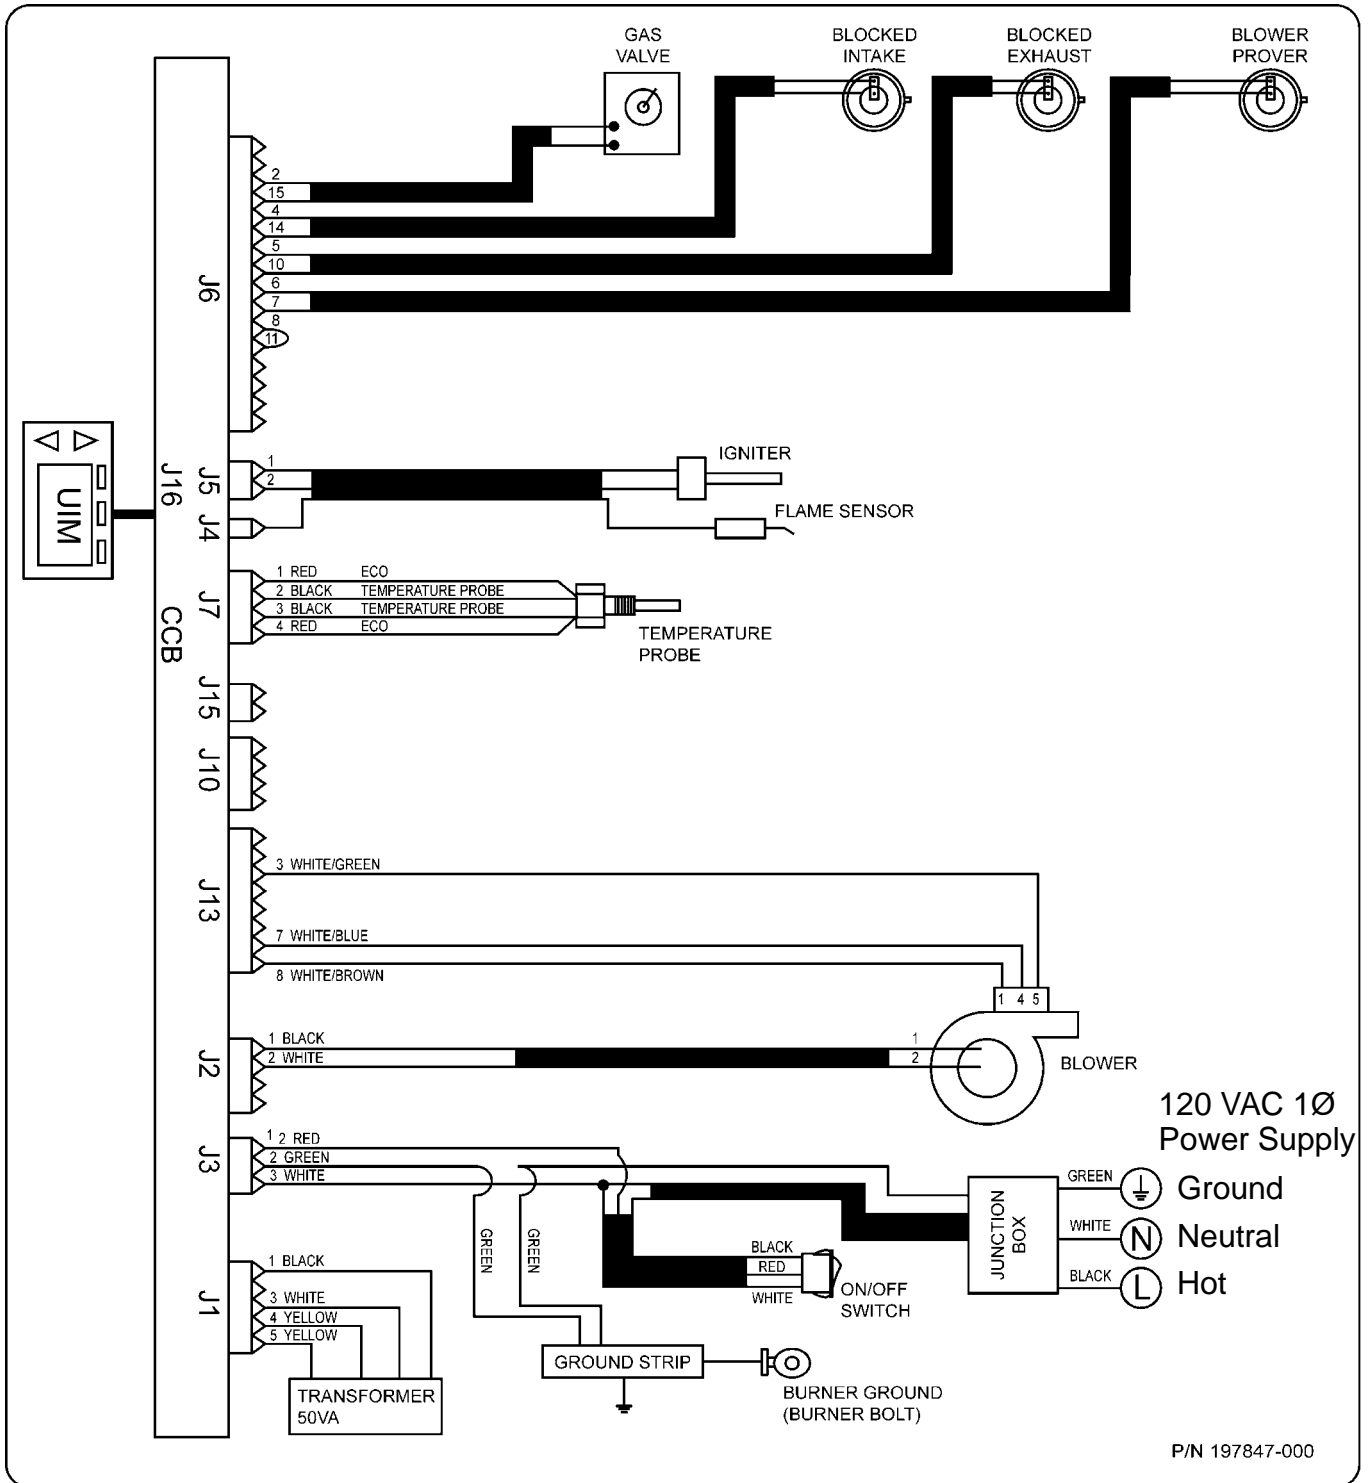 GAS
VALVE
BLOCKED
INTAKE
BLOCKED
EXHAUST
BLOWER
PROVER
J6
2
15
4
14
5
10
6
7
8
11
UIM
J16
CCB
J5
1
2
IGNITER
J4
FLAME SENSOR
J7
1 RED ECO
2 BLACK TEMPERATURE PROBE
3 BLACK TEMPERATURE PROBE
4 RED ECO
TEMPERATURE
PROBE
J15
J10
J13
3 WHITE/GREEN
7 WHITE/BLUE
8 WHITE/BROWN
1 4 5
J2
1 BLACK
2 WHITE
1
2
BLOWER
120 VAC 1Ø
Power Supply
J3
1 2 RED
2 GREEN
3 WHITE
GREEN
GREEN
BLACK
RED
WHITE
ON/OFF
SWITCH
JUNCTION
BOX
GREEN
Ground
WHITE
N Neutral
BLACK
L Hot
J1
1 BLACK
3 WHITE
4 YELLOW
5 YELLOW
TRANSFORMER
50VA
GROUND STRIP
BURNER GROUND
(BURNER BOLT)
P/N 197847-000